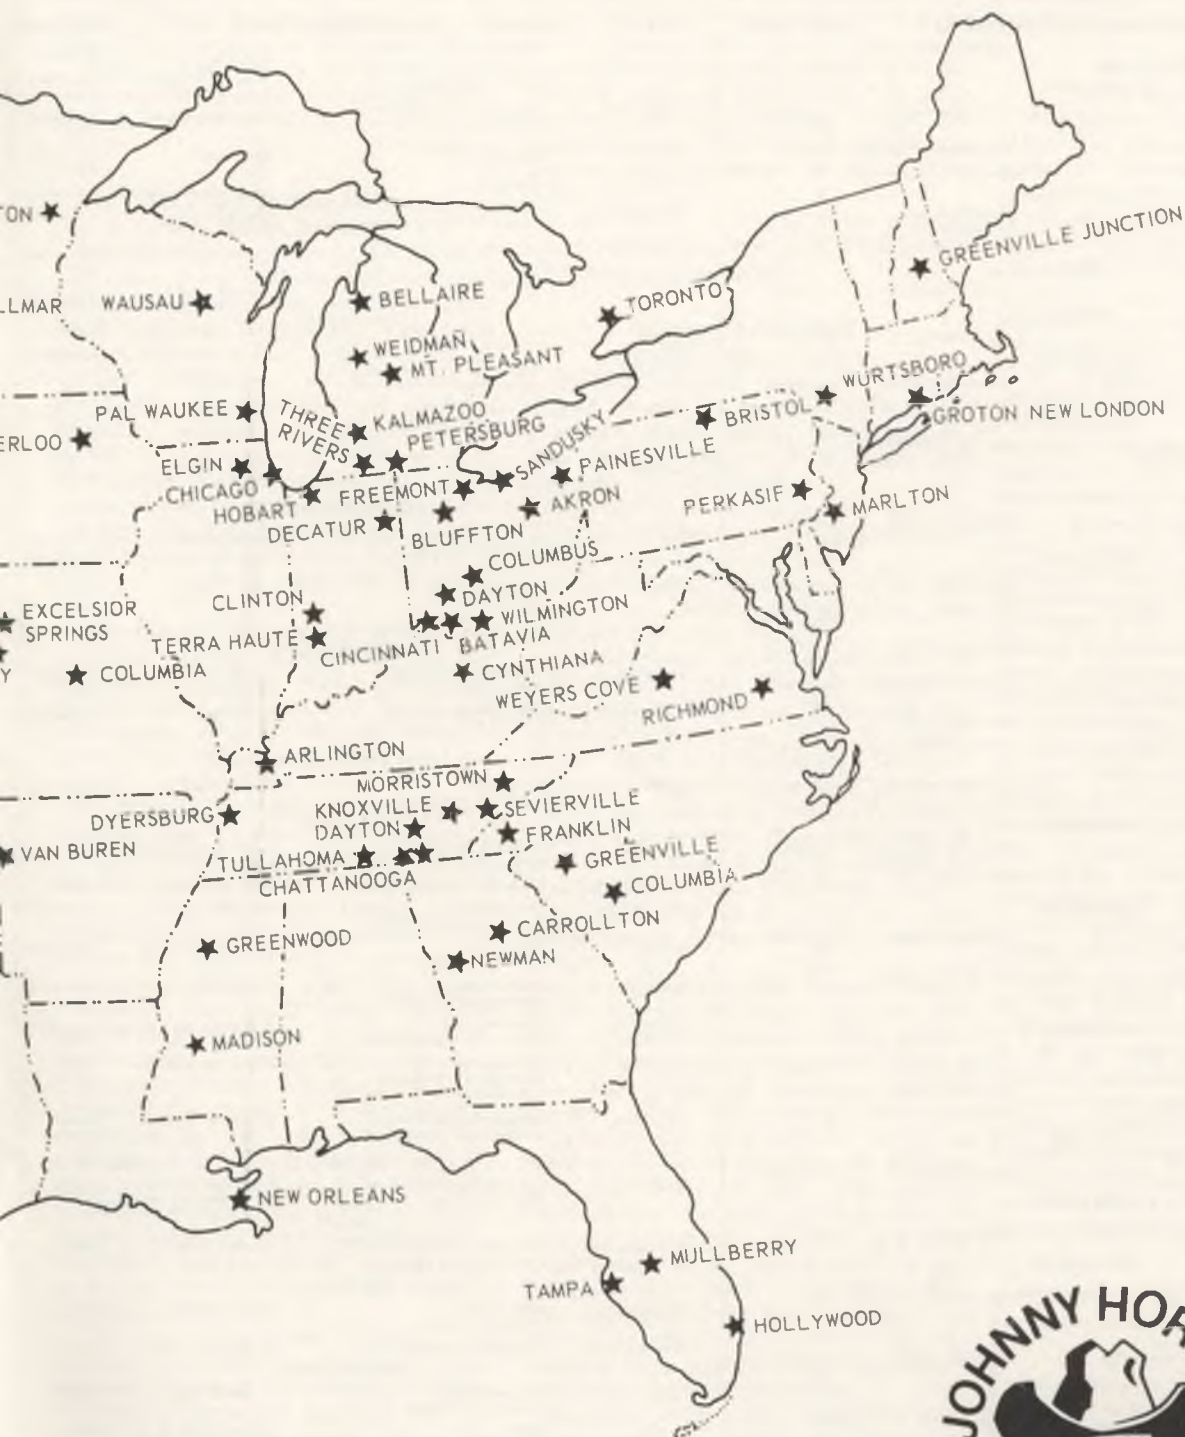 TON
GREENVILLE JUNCTION
LLMAR
WAUSAU
BELLAIRE
TORONTO
WEIDMAN
MT. PLEASANT
WURTSBORO
PAL WAUKEE
THREE
RIVERS
KALMAZOO
PETERSBURG
BRISTOL
GROTON NEW LONDON
ERLOO
ELGIN
SANDUSKY
PAINESVILLE
CHICAGO
HOBART
FREEMONT
AKRON
PERKASIF
MARLTON
DECATUR
BLUFFTON
COLUMBUS
DAYTON
EXCELSIOR
SPRINGS
CLINTON
WILMINGTON
TERRA HAUTE
CINCINNATI
BATAVIA
Y
COLUMBIA
CYNTHIANA
WEYERS COVE
RICHMOND
ARLINGTON
MORRISTOWN
DYERSBURG
KNOXVILLE
SEVIERVILLE
DAYTON
FRANKLIN
VAN BUREN
TULLAHOMA
GREENVILLE
CHATTANOOGA
COLUMBIA
GREENWOOD
CARROLLTON
NEWMAN
MADISON
NEW ORLEANS
MULLBERRY
TAMPA
HOLLYWOOD
JOHNNY HOR